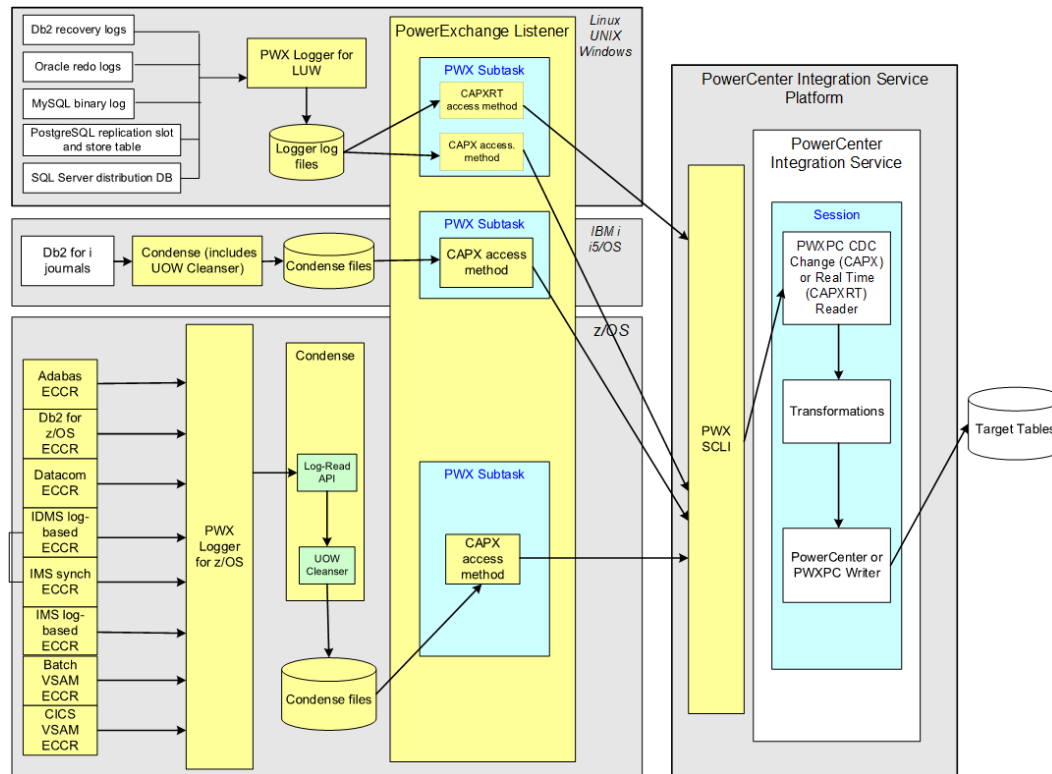 Db2 recovery logs
Oracle redo logs
MySQL binary log
PostgreSQL replication slot
and store table
SQL Server distribution DB
PWX Logger for
LUW
Logger log
files
PowerExchange Listener
Linux
UNIX
Windows
PWX Subtask
CAPXRT
access method
CAPX access.
method
Db2 for i
journals
Condense (includes
UOW Cleanser)
Condense files
PWX Subtask
CAPX access
method
IBM i
i5/OS
z/OS
Adabas
ECCR
Db2 for
z/OS
ECCR
Datacom
ECCR
IDMS log-
based
ECCR
IMS synch
ECCR
IMS log-
based
ECCR
Batch
VSAM
ECCR
CICS
VSAM
ECCR
PWX
Logger
for z/OS
Condense
Log-Read
API
UOW
Cleanser
Condense files
PWX Subtask
CAPX
access
method
PowerCenter Integration Service
Platform
PWX
SCLI
PowerCenter
Integration Service
Session
PWXPC CDC
Change (CAPX)
or Real Time
(CAPXRT)
Reader
Transformations
PowerCenter or
PWXPC Writer
Target Tables